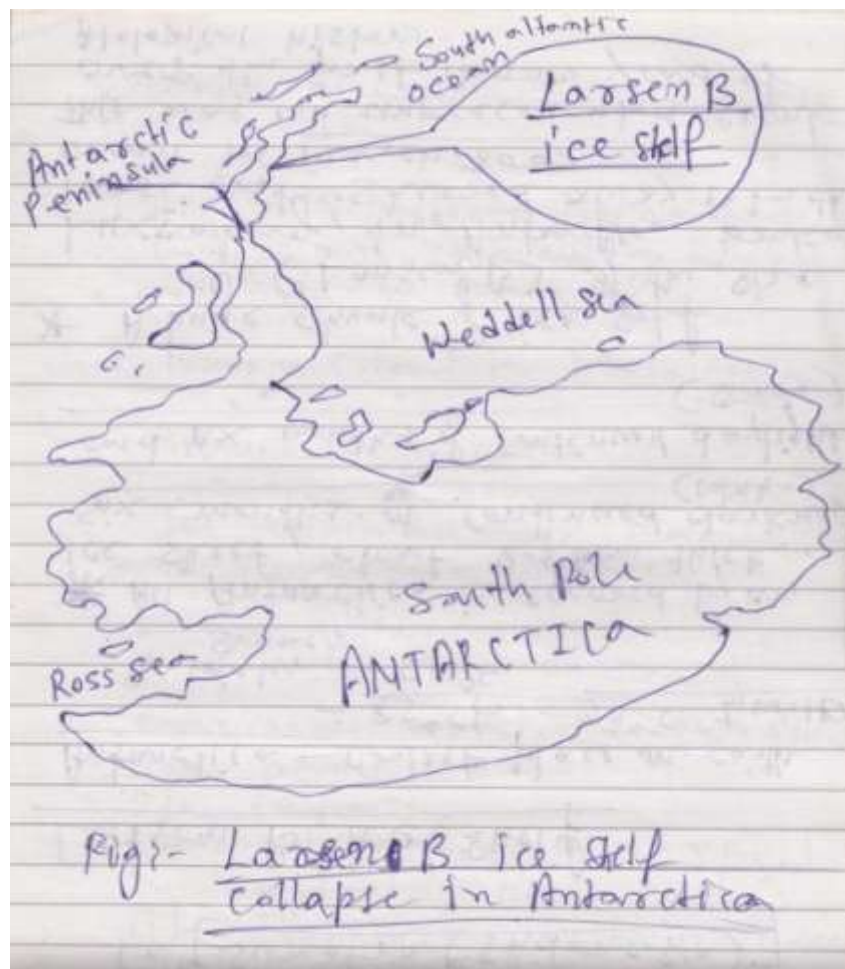 South altantic
ocean
Larsen B
ice shelf
Antarctic
Peninsula
Weddell Sea
South Pole
ANTARCTICA
Ross sea
Fig:- Larsen B ice shelf
collapse in Antarctica